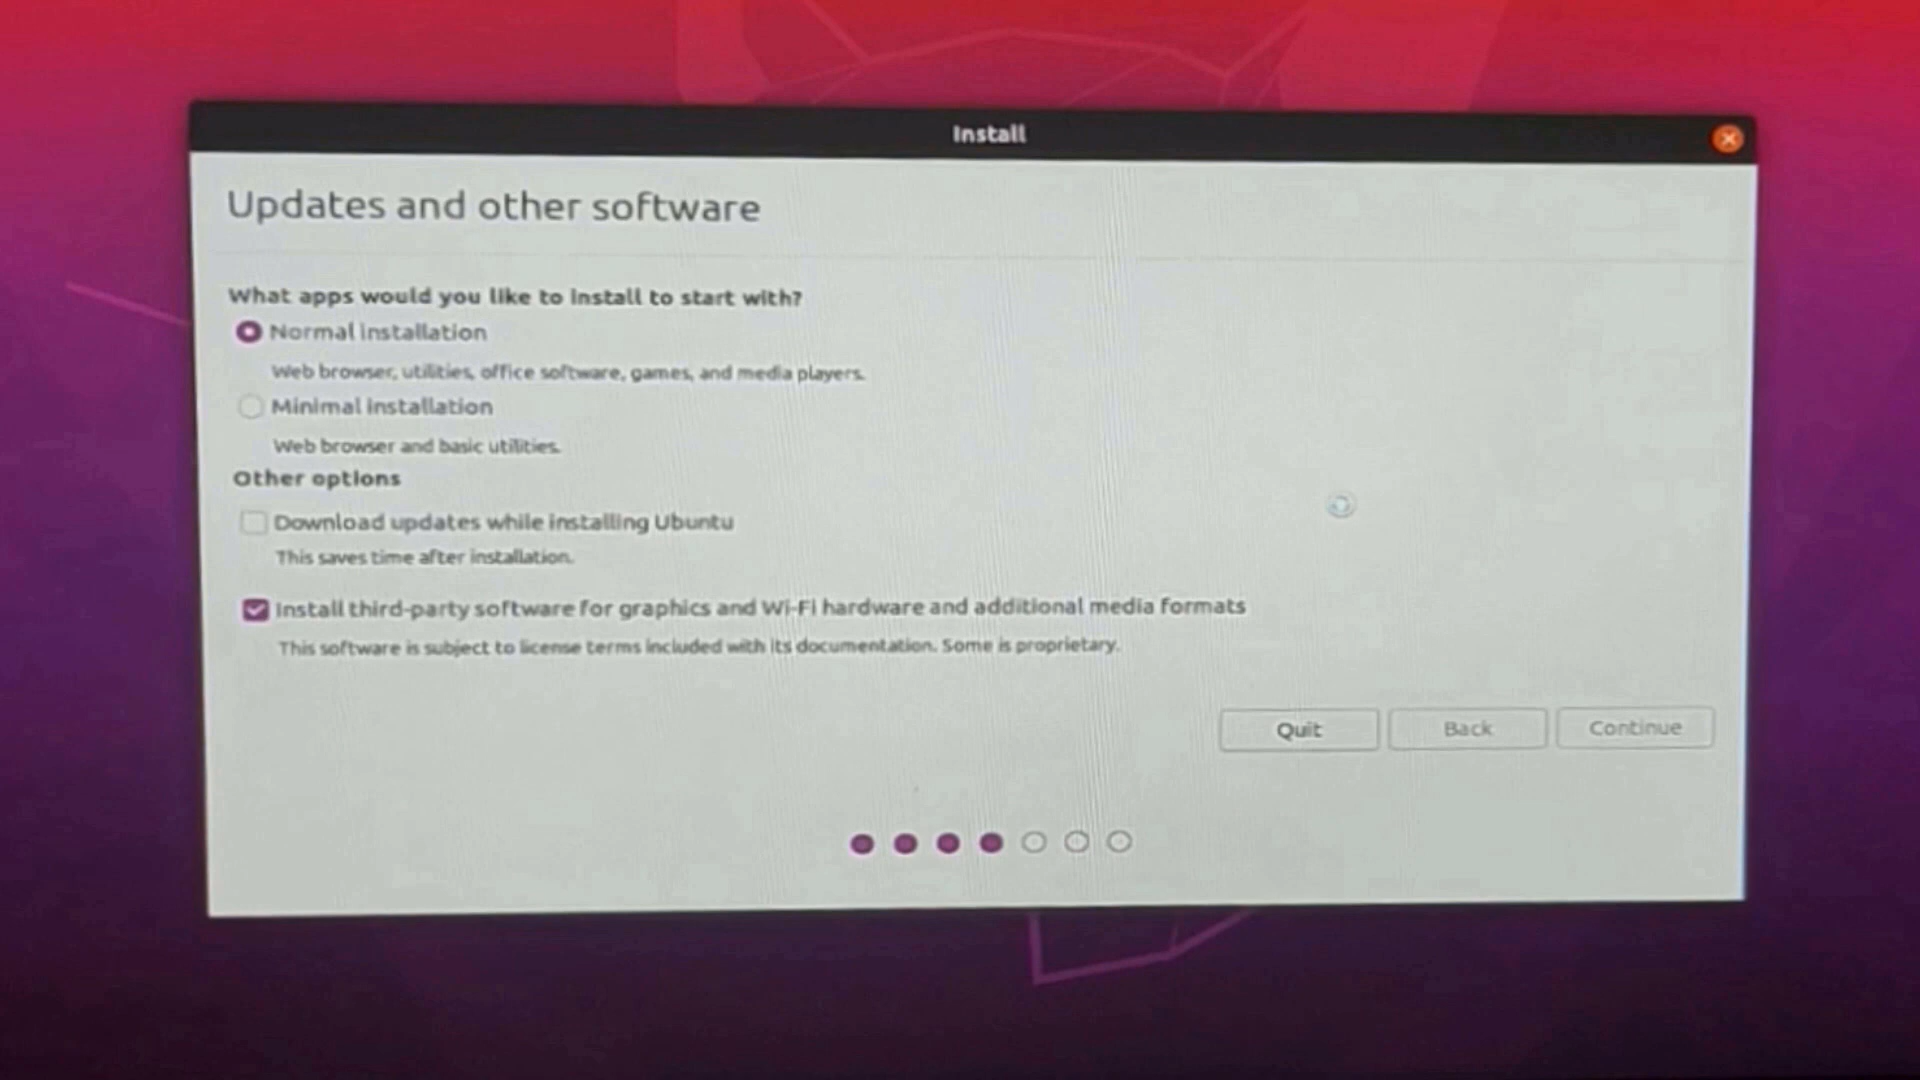 Install
Updates and other software
What apps would you like to install to start with?
Normal installation
Web browser, utilities, office software, games, and media players.
Minimal installation
Web browser and basic utilities.
Other options
Download updates while installing Ubuntu
This saves time after installation.
Install third-party software for graphics and Wi-Fi hardware and additional media formats
This software is subject to license terms included with its documentation. Some is proprietary.
Quit Back Continue